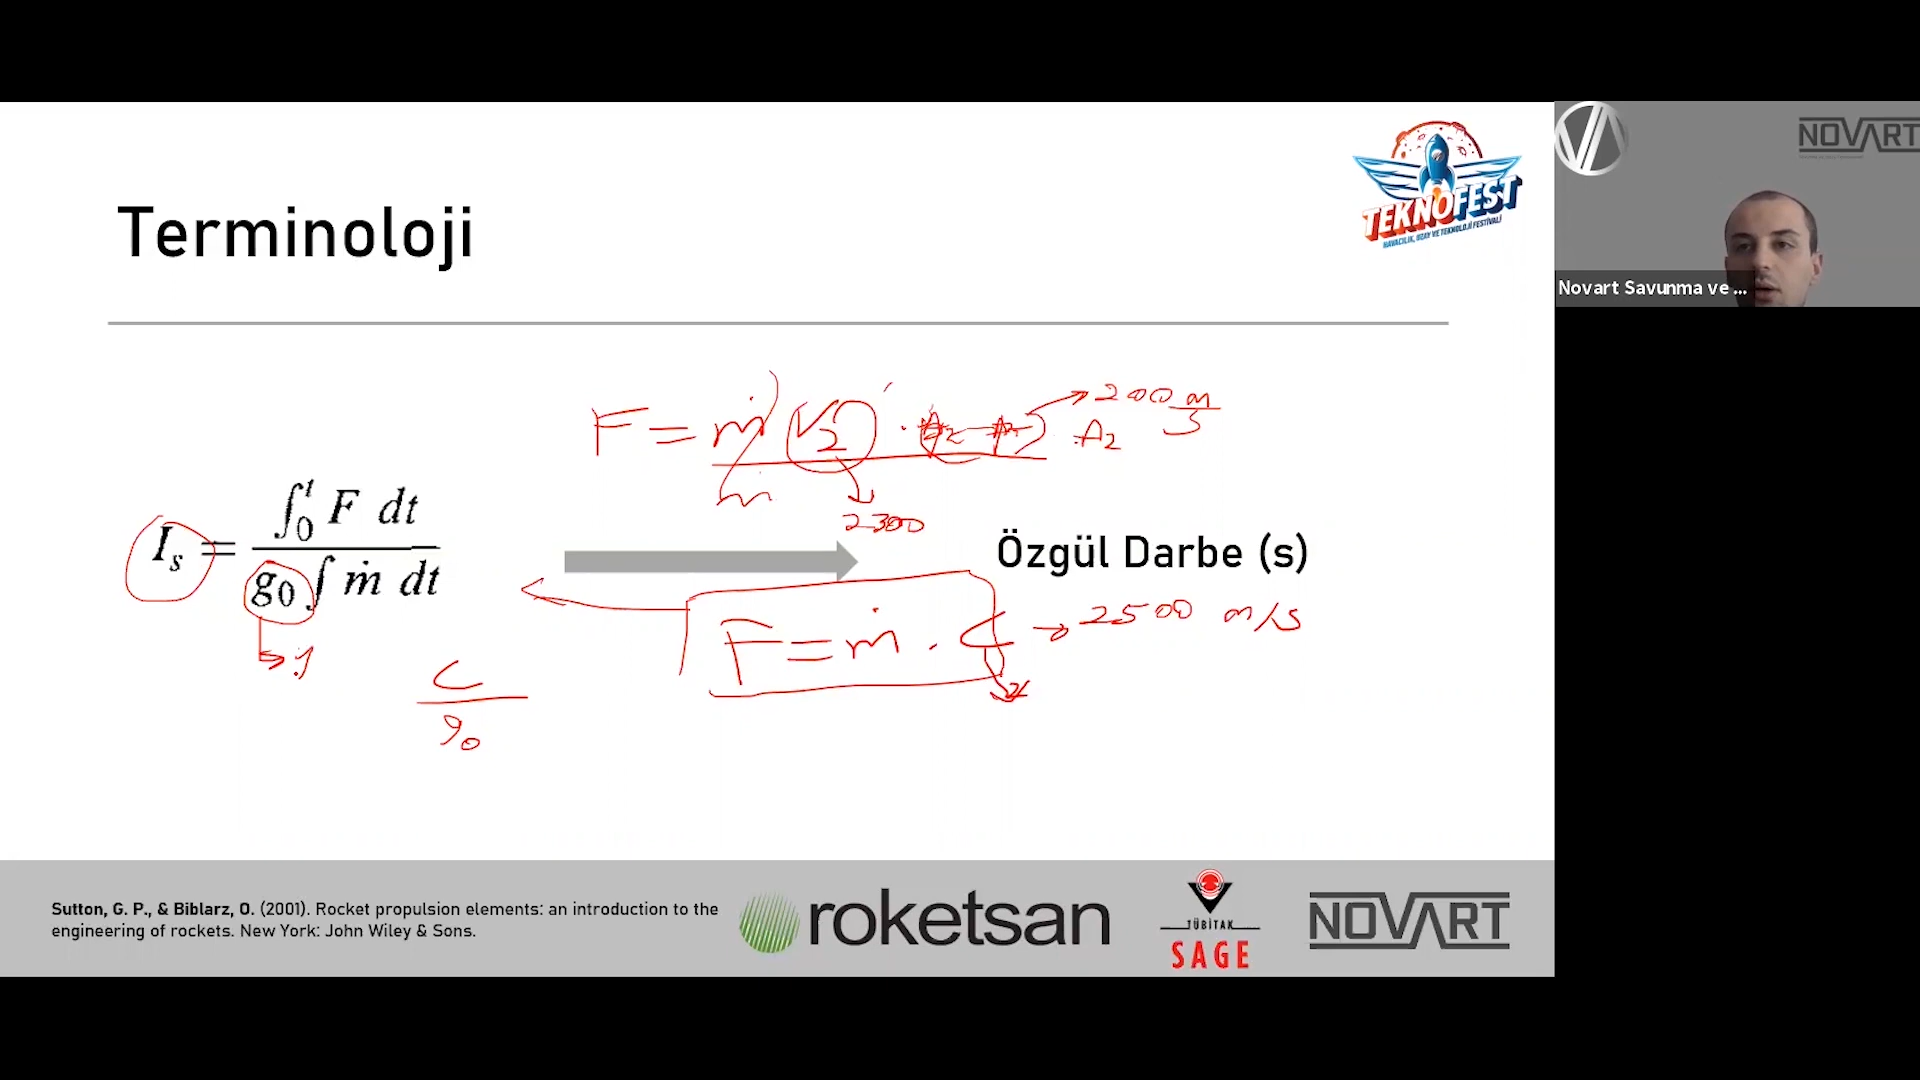 TEKNOFEST
HAVACILIK, UZAY VE TEKNOLOJİ FESTİVALİ
NOVART
Novart Savunma ve ...
Terminoloji
F = ṁ V₂ . A₂
→ 200 m/s
ṁ
2300
I_s = ∫₀ᵗ F dt / g₀ ∫ ṁ dt
Özgül Darbe (s)
F = ṁ . C → 2500 m/s
C / g₀
Sutton, G. P., & Biblarz, O. (2001). Rocket propulsion elements: an introduction to the
engineering of rockets. New York: John Wiley & Sons.
roketsan
TÜBİTAK
SAGE
NOVART